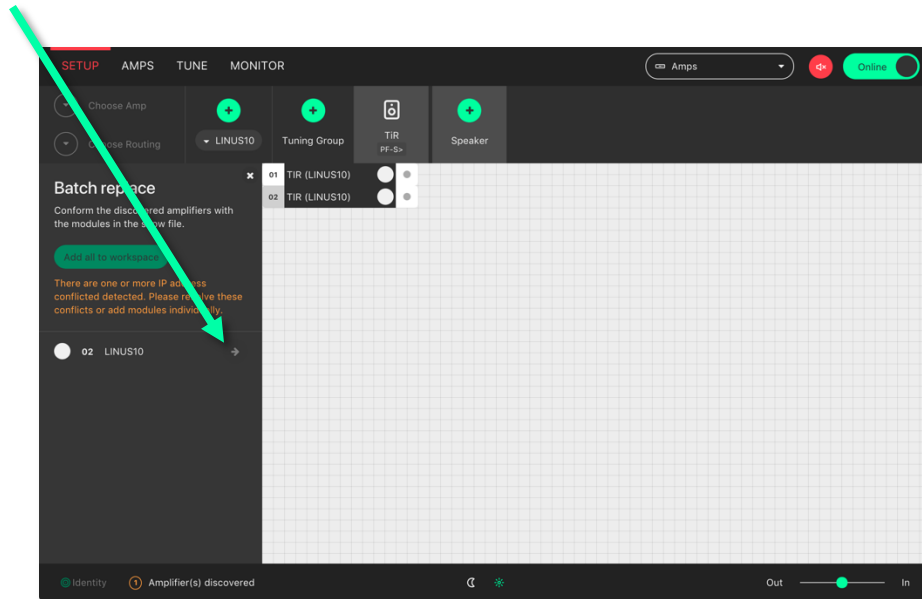 SETUP AMPS TUNE MONITOR
Amps
Online
Choose Amp
Choose Routing
LINUS10
Tuning Group
TiR
PF-S>
Speaker
Batch replace
Conform the discovered amplifiers with
the modules in the show file.
Add all to workspace
There are one or more IP address
conflicted detected. Please resolve these
conflicts or add modules individually.
02 LINUS10
01 TIR (LINUS10)
02 TIR (LINUS10)
Identity
1 Amplifier(s) discovered
Out
In